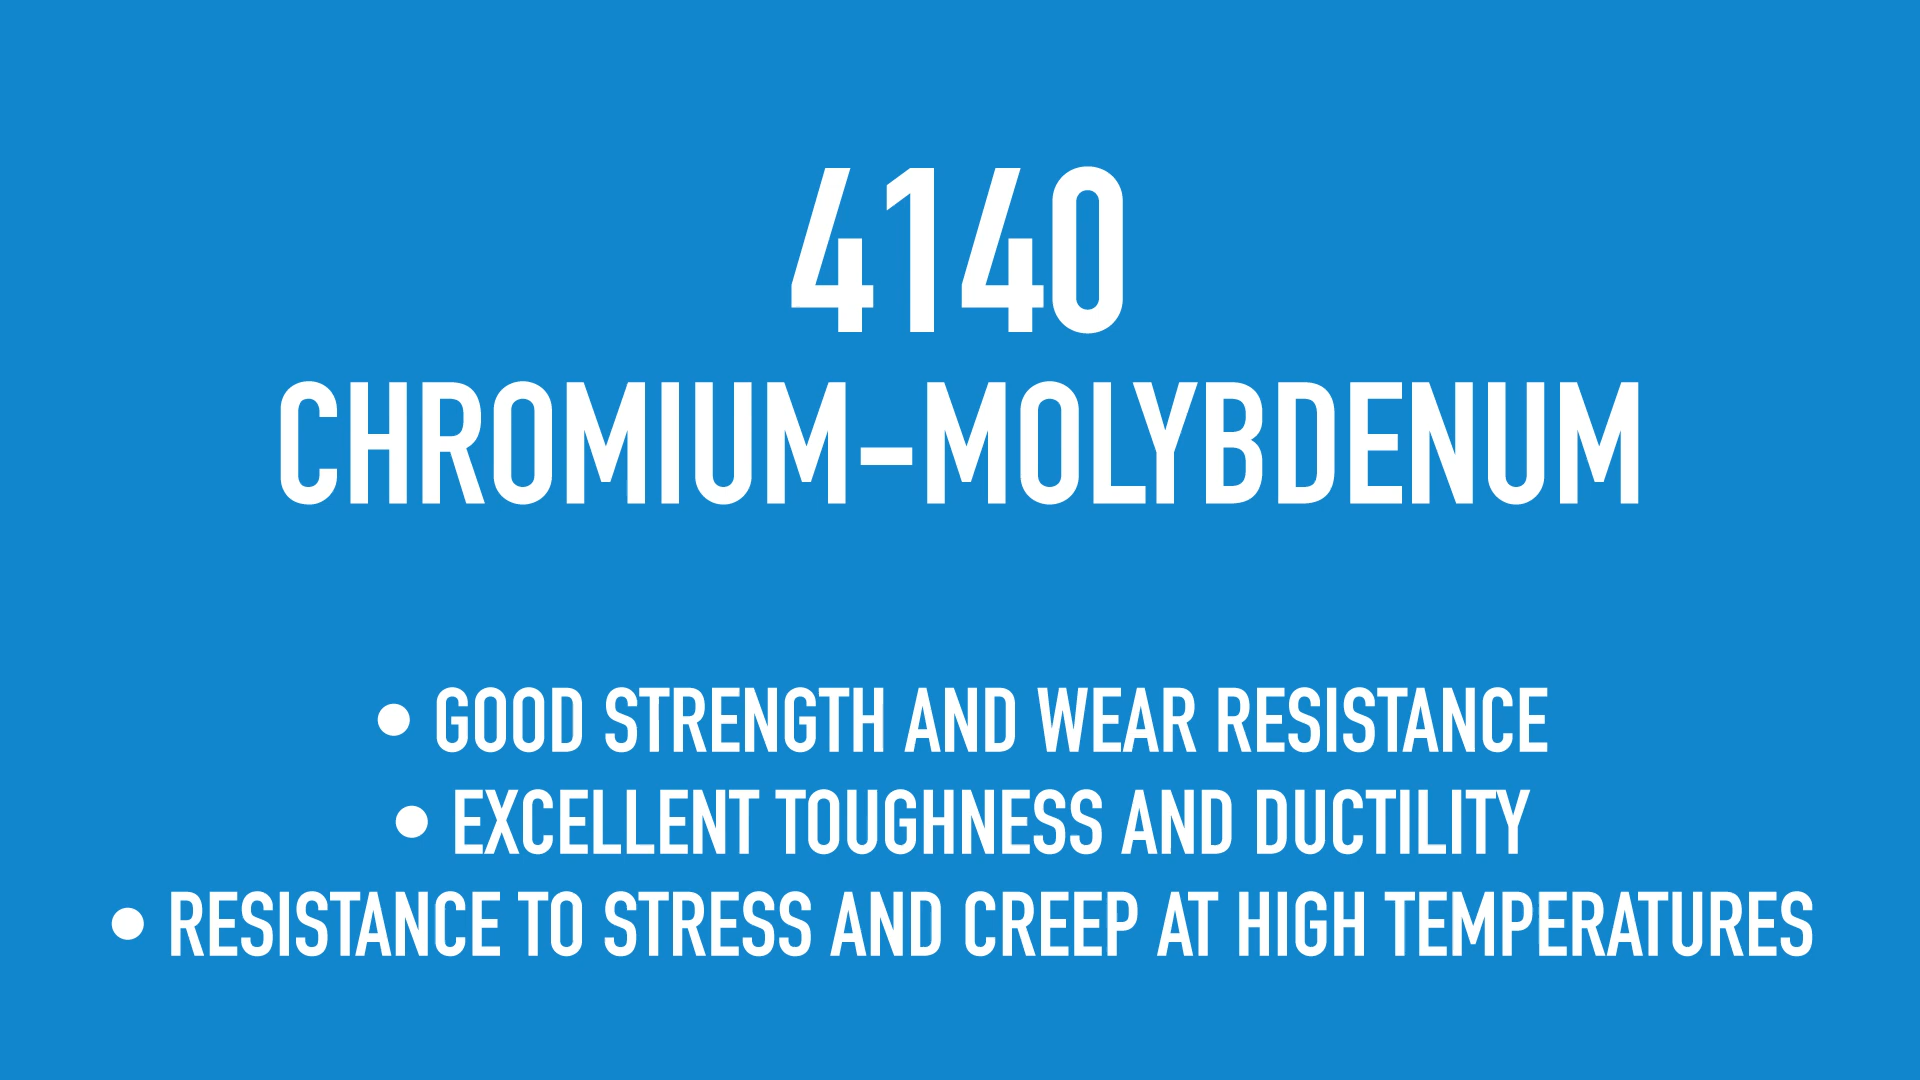 4140
CHROMIUM-MOLYBDENUM
• GOOD STRENGTH AND WEAR RESISTANCE
• EXCELLENT TOUGHNESS AND DUCTILITY
• RESISTANCE TO STRESS AND CREEP AT HIGH TEMPERATURES